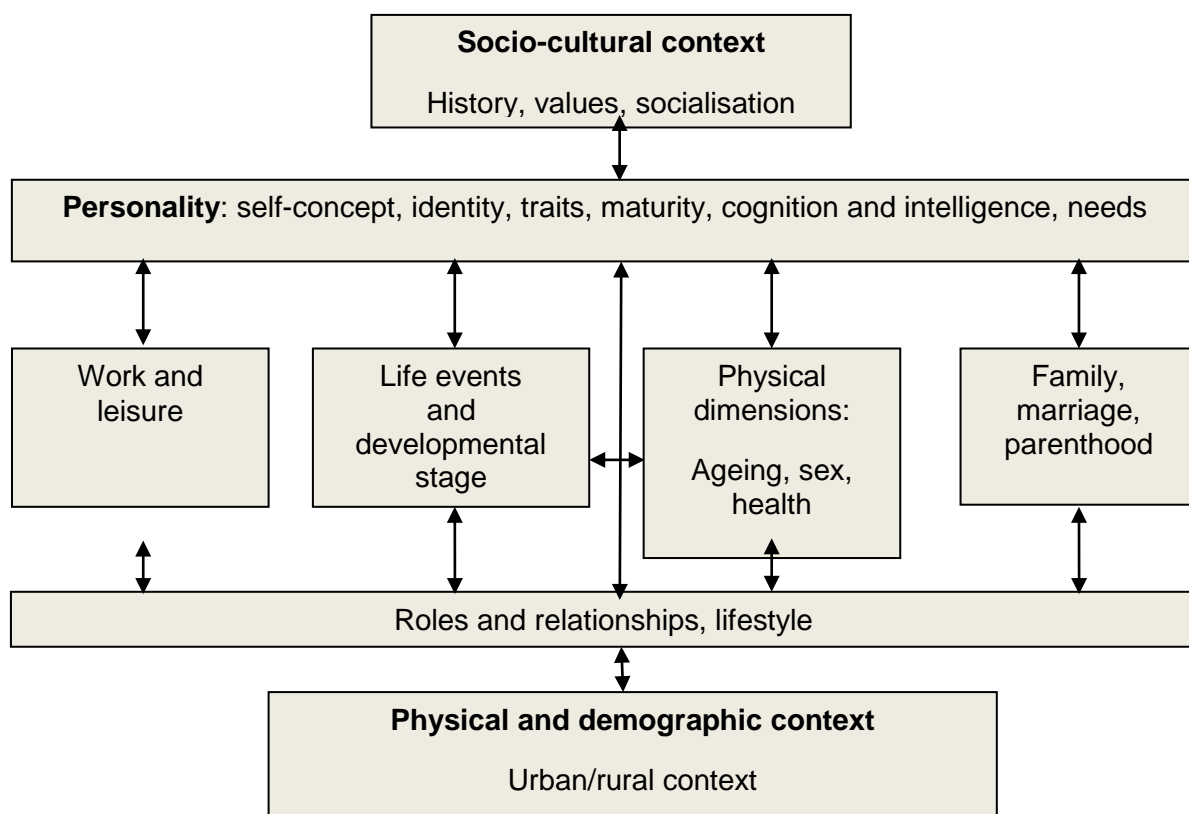 Socio-cultural context
History, values, socialisation
Personality: self-concept, identity, traits, maturity, cognition and intelligence, needs
Work and
leisure
Life events
and
developmental
stage
Physical
dimensions:
Ageing, sex,
health
Family,
marriage,
parenthood
Roles and relationships, lifestyle
Physical and demographic context
Urban/rural context